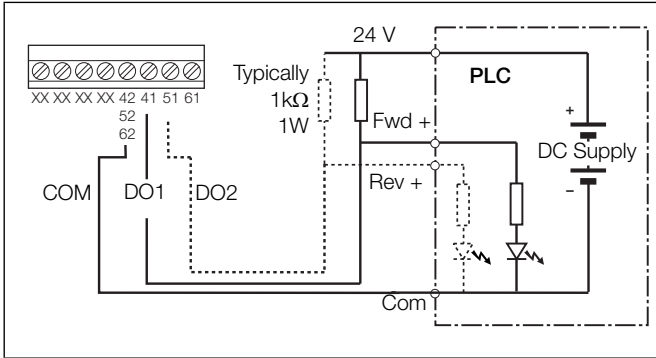 24 V
PLC
Typically
1kΩ
1W
XX XX XX XX 42 41 51 61
52
62
Fwd +
+
DC Supply
–
Rev +
COM
DO1
DO2
Com